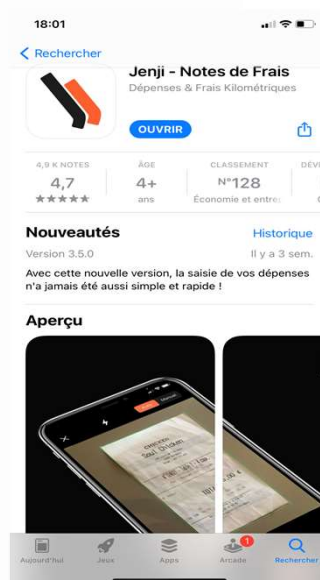 18:01
Rechercher
Jenji - Notes de Frais
Dépenses & Frais Kilométriques
OUVRIR
4,9 K NOTES
ÂGE
CLASSEMENT
4,7
4+
N°128
ans
Économie et entre
Nouveautés
Historique
Version 3.5.0
Il y a 3 sem.
Avec cette nouvelle version, la saisie de vos dépenses
n'a jamais été aussi simple et rapide !
Aperçu
CHICKEN
Aujourd'hui
Jeux
Apps
Arcade
1
Rechercher